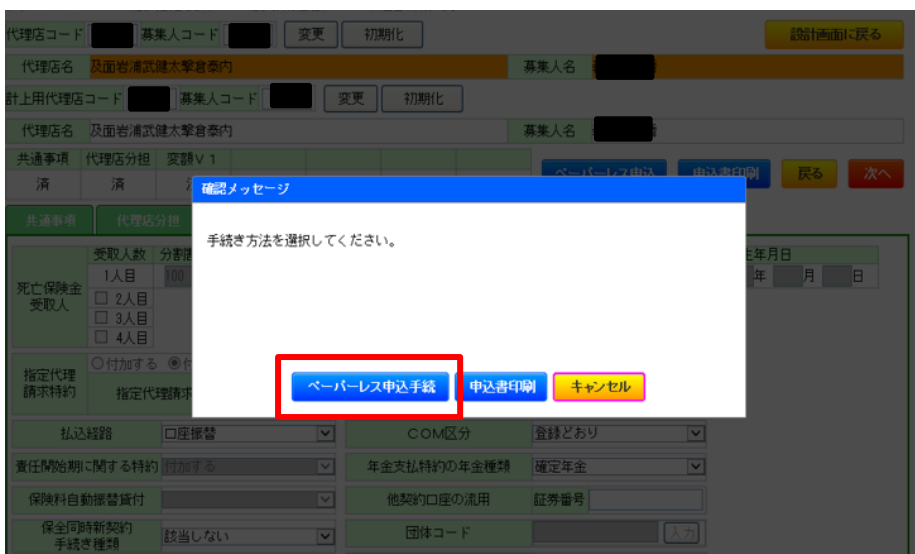 代理店コード 募集人コード 変更 初期化 設計画面に戻る
代理店名 及面岩浦武健太撃倉泰内 募集人名
計上用代理店コード 募集人コード 変更 初期化
代理店名 及面岩浦武健太撃倉泰内 募集人名
共通事項 代理店分担 変額V1
済 済 ペーパーレス申込 申込書印刷 戻る 次へ
確認メッセージ
共通事項 代理店分担
手続き方法を選択してください。
受取人数 分割割 生年月日
死亡保険金受取人 1人目 100 年 月 日
2人目
3人目
4人目
指定代理請求特約 付加する
指定代理請求
ペーパーレス申込手続 申込書印刷 キャンセル
払込経路 口座振替 COM区分 登録どおり
責任開始期に関する特約 付加する 年金支払特約の年金種類 確定年金
保険料自動振替貸付 他契約口座の流用 証券番号
保全同時新契約手続き種類 該当しない 団体コード 入力